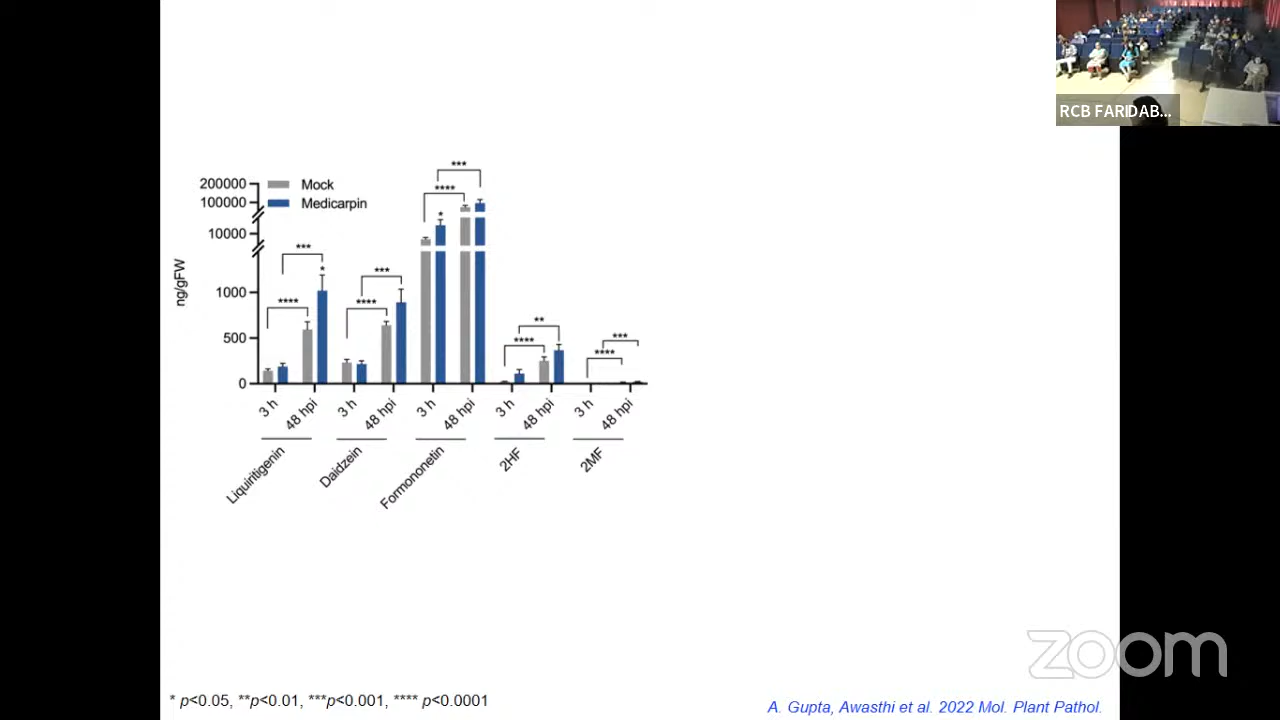 RCB FARIDAB...
***
200000
Mock
****
100000
Medicarpin
*
10000
***
*
***
ng/gFW
1000
****
****
**
***
500
****
****
0
3 h
48 hpi
3 h
48 hpi
3 h
48 hpi
3 h
48 hpi
3 h
48 hpi
Liquiritigenin
Daidzein
Formononetin
2HF
2MF
zoom
* p<0.05, **p<0.01, ***p<0.001, **** p<0.0001
A. Gupta, Awasthi et al. 2022 Mol. Plant Pathol.